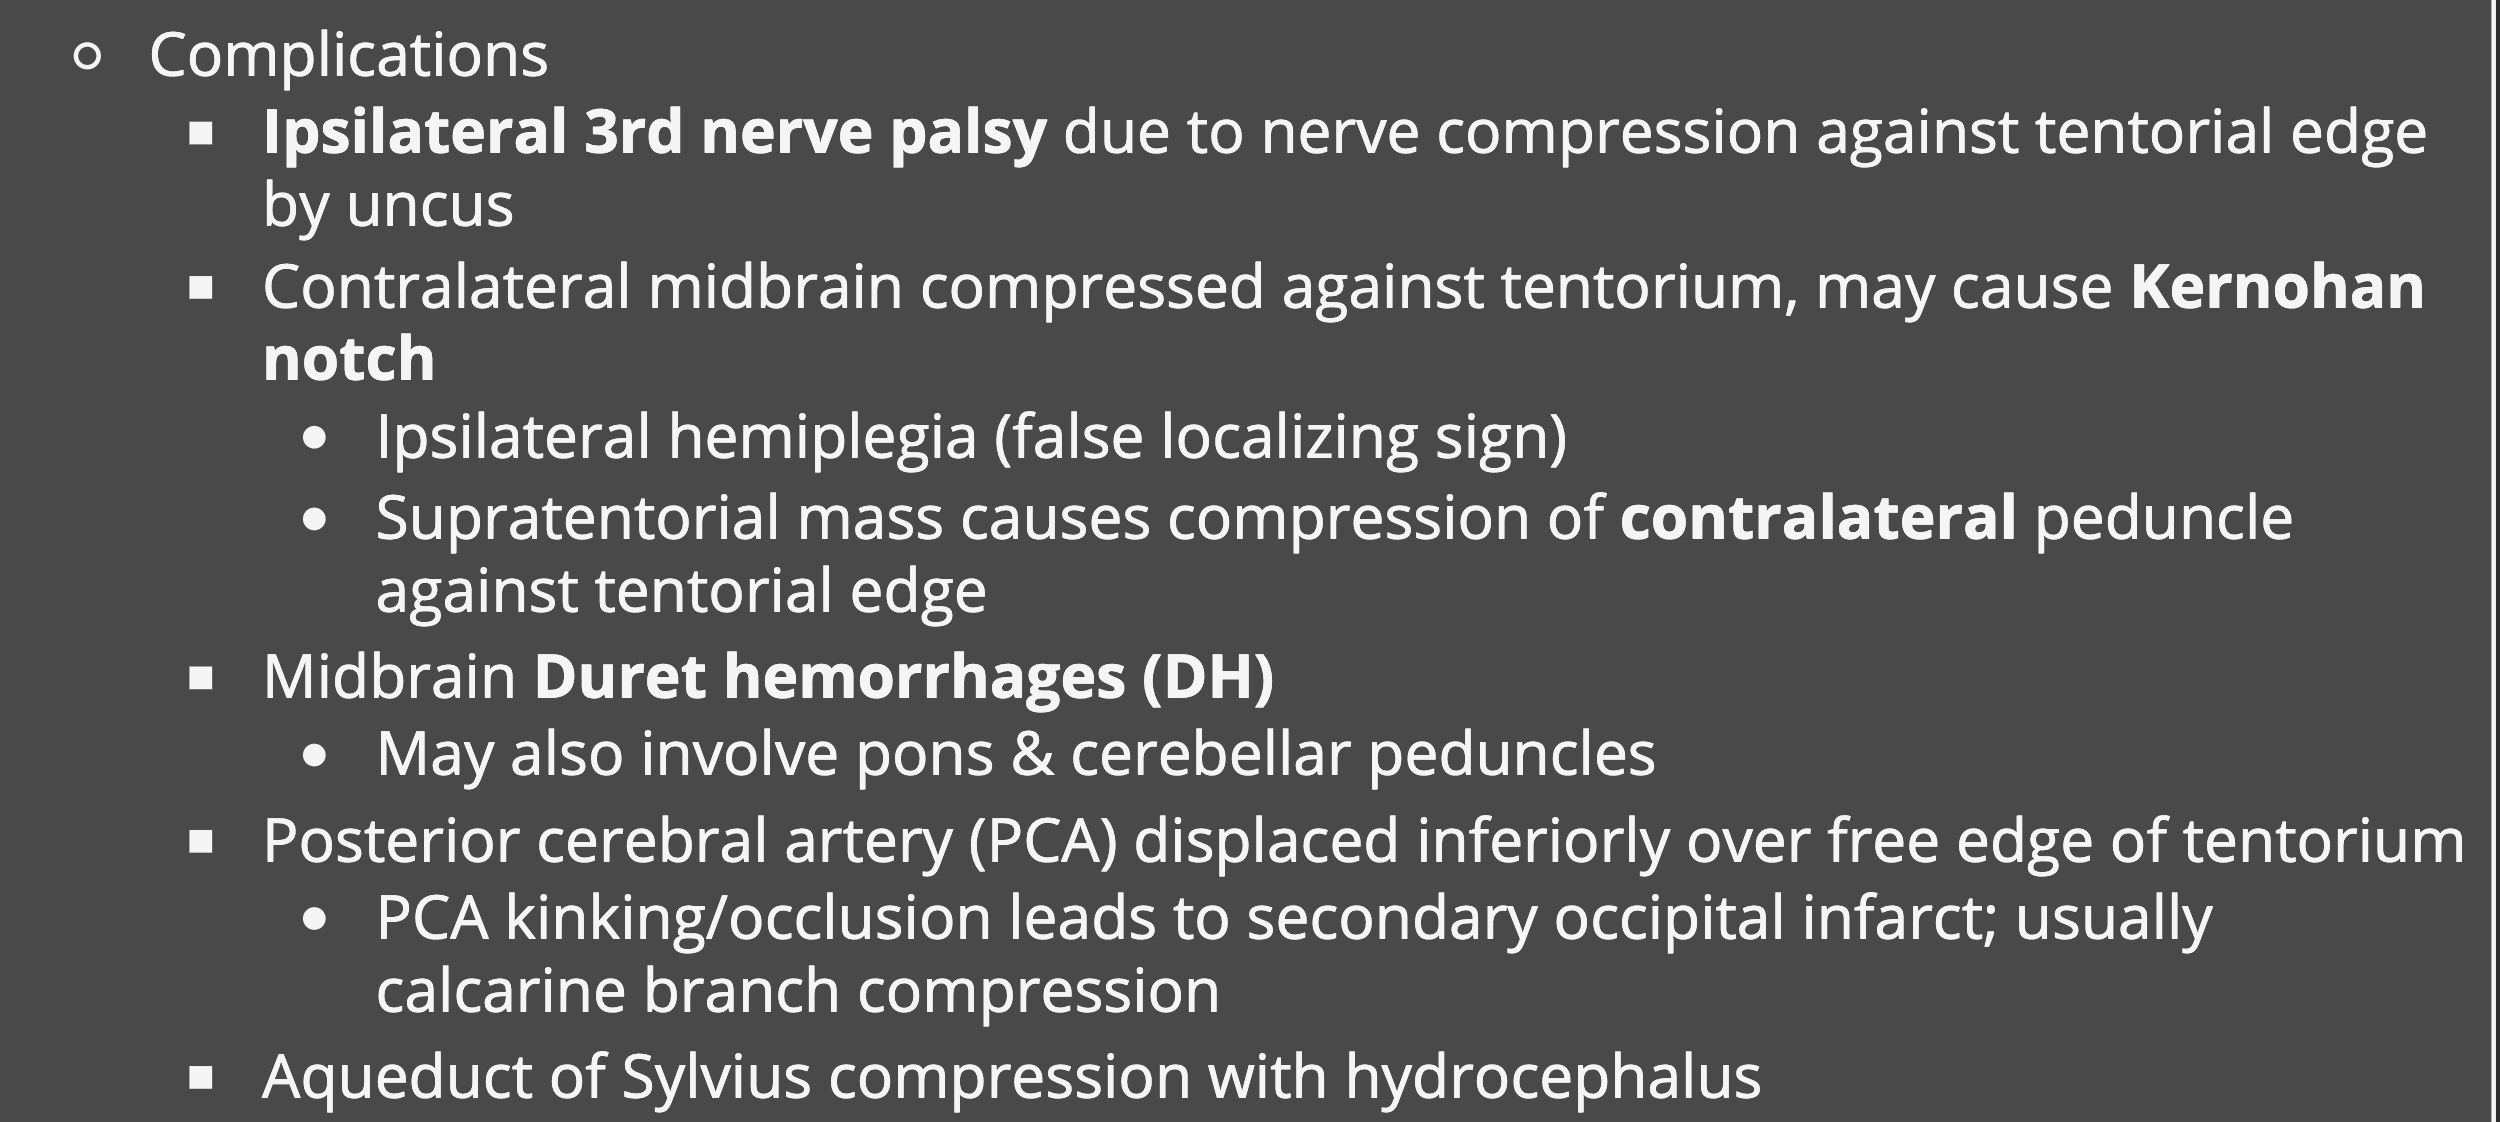 Complications
Ipsilateral 3rd nerve palsy due to nerve compression against tentorial edge
by uncus
Contralateral midbrain compressed against tentorium, may cause Kernohan
notch
Ipsilateral hemiplegia (false localizing sign)
Supratentorial mass causes compression of contralateral peduncle
against tentorial edge
Midbrain Duret hemorrhages (DH)
May also involve pons & cerebellar peduncles
Posterior cerebral artery (PCA) displaced inferiorly over free edge of tentorium
PCA kinking/occlusion leads to secondary occipital infarct; usually
calcarine branch compression
Aqueduct of Sylvius compression with hydrocephalus